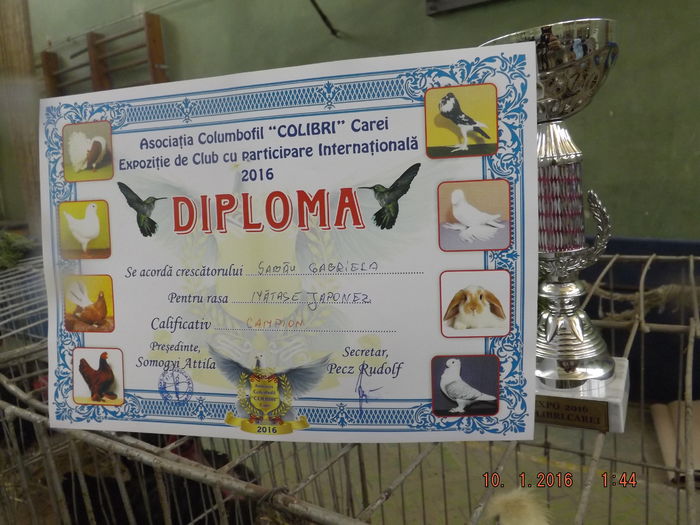 Asociația Columbofil "COLIBRI" Carei
Expoziție de Club cu participare Internațională
2016
DIPLOMA
Se acordă crescătorului SABĂU GABRIELA
Pentru rasa MĂTASE JAPONEZ
Calificativ CAMPION
Președinte,
Somogyi Attila
Secretar,
Pecz Rudolf
"COLIBRI"
2016
EXPO 2016
COLIBRI CAREI
10. 1.2016 1:44